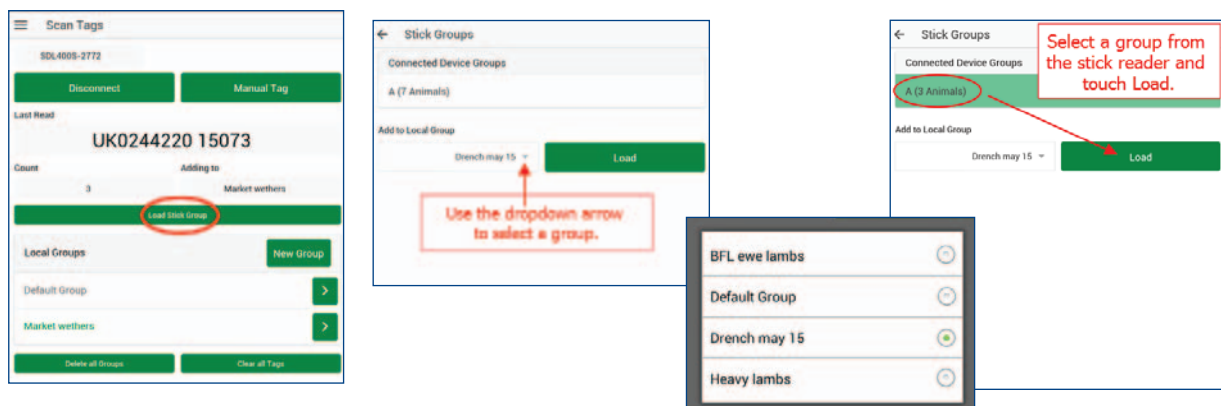 Scan Tags
SDL400S-2772
Disconnect
Manual Tag
Last Read
UK0244220 15073
Count
Adding to
3
Market wethers
Load Stick Group
Local Groups
New Group
Default Group
Market wethers
Delete all Groups
Clear all Tags
Stick Groups
Connected Device Groups
A (7 Animals)
Add to Local Group
Drench may 15
Load
Use the dropdown arrow
to select a group.
BFL ewe lambs
Default Group
Drench may 15
Heavy lambs
Stick Groups
Connected Device Groups
A (3 Animals)
Select a group from
the stick reader and
touch Load.
Add to Local Group
Drench may 15
Load